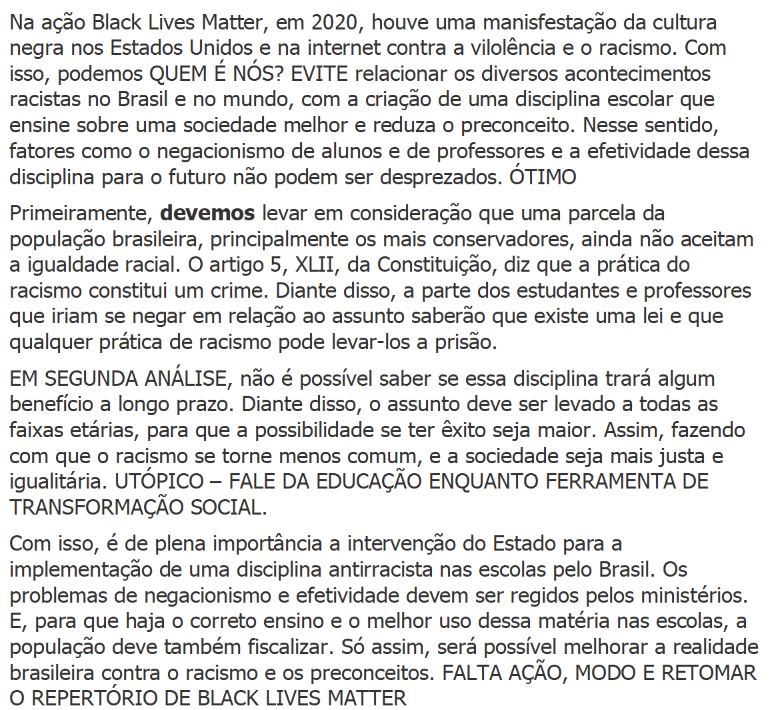 Na ação Black Lives Matter, em 2020, houve uma manisfestação da cultura
negra nos Estados Unidos e na internet contra a vilolência e o racismo. Com
isso, podemos QUEM É NÓS? EVITE relacionar os diversos acontecimentos
racistas no Brasil e no mundo, com a criação de uma disciplina escolar que
ensine sobre uma sociedade melhor e reduza o preconceito. Nesse sentido,
fatores como o negacionismo de alunos e de professores e a efetividade dessa
disciplina para o futuro não podem ser desprezados. ÓTIMO
Primeiramente, devemos levar em consideração que uma parcela da
população brasileira, principalmente os mais conservadores, ainda não aceitam
a igualdade racial. O artigo 5, XLII, da Constituição, diz que a prática do
racismo constitui um crime. Diante disso, a parte dos estudantes e professores
que iriam se negar em relação ao assunto saberão que existe uma lei e que
qualquer prática de racismo pode levar-los a prisão.
EM SEGUNDA ANÁLISE, não é possível saber se essa disciplina trará algum
benefício a longo prazo. Diante disso, o assunto deve ser levado a todas as
faixas etárias, para que a possibilidade se ter êxito seja maior. Assim, fazendo
com que o racismo se torne menos comum, e a sociedade seja mais justa e
igualitária. UTÓPICO – FALE DA EDUCAÇÃO ENQUANTO FERRAMENTA DE
TRANSFORMAÇÃO SOCIAL.
Com isso, é de plena importância a intervenção do Estado para a
implementação de uma disciplina antirracista nas escolas pelo Brasil. Os
problemas de negacionismo e efetividade devem ser regidos pelos ministérios.
E, para que haja o correto ensino e o melhor uso dessa matéria nas escolas, a
população deve também fiscalizar. Só assim, será possível melhorar a realidade
brasileira contra o racismo e os preconceitos. FALTA AÇÃO, MODO E RETOMAR
O REPERTÓRIO DE BLACK LIVES MATTER